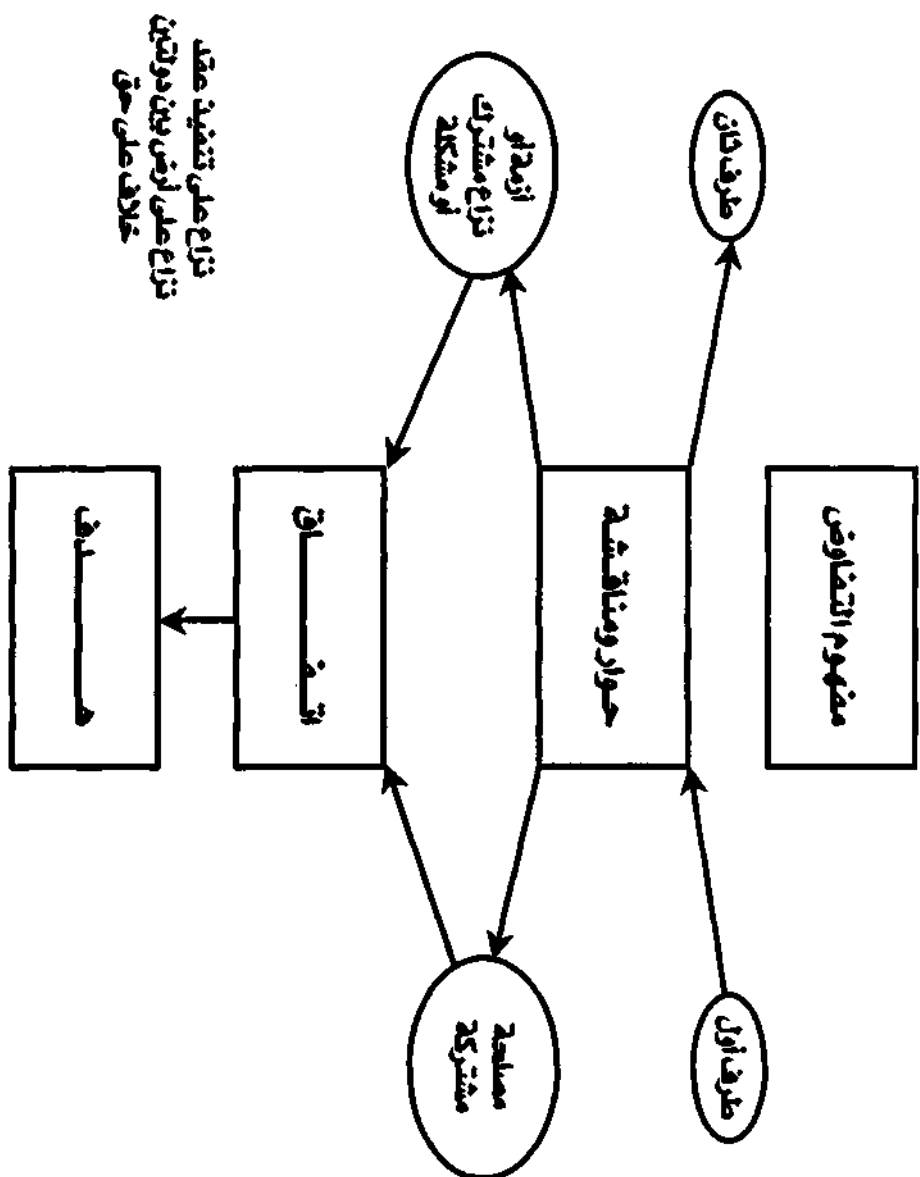 مفهوم التفاوض
طرف أول
طرف ثان
حوار ومناقشة
مصلحة
مشتركة
أزمة أو
نزاع مشترك
أو مشكلة
اتفاق
هدف
نزاع على تنفيذ عقد
نزاع على أرض بين دولتين
خلاف على حق